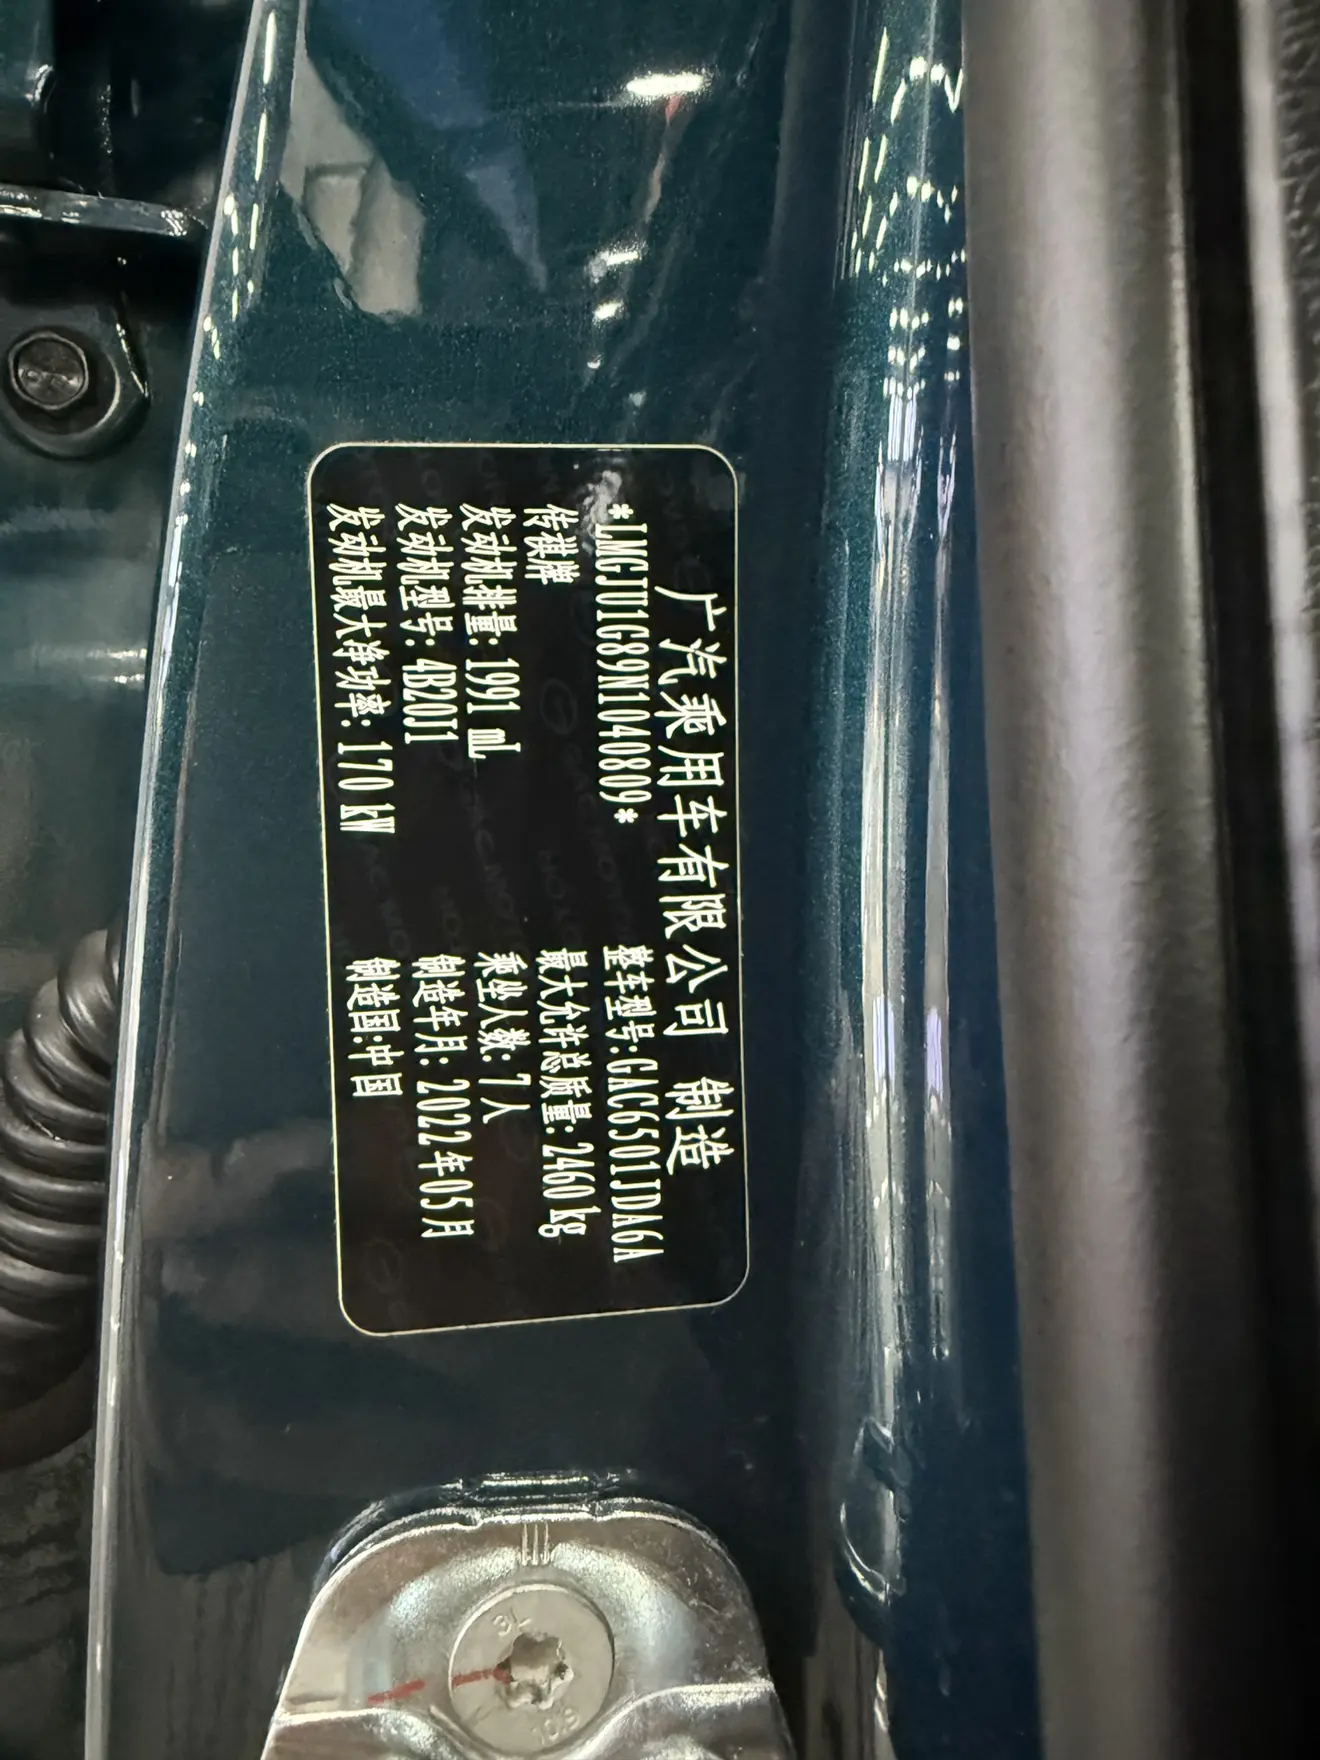 广汽乘用车有限公司 制造
*LMGJU1G89N1040809* 整车型号:GAC6501JDA6A
传祺牌 最大允许总质量:2460kg
发动机排量:1991 mL 乘坐人数:7人
发动机型号:4B20J1 制造年月:2022年05月
发动机最大净功率:170 kW 制造国:中国